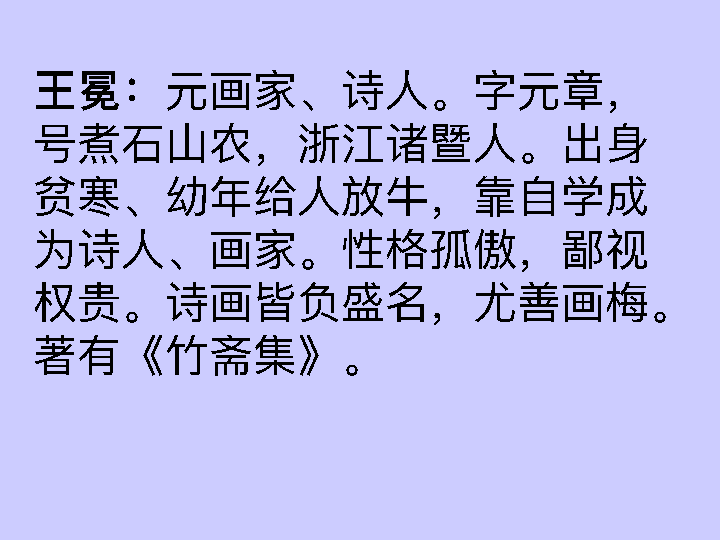 王冕：元画家、诗人。字元章，
号煮石山农，浙江诸暨人。出身
贫寒、幼年给人放牛，靠自学成
为诗人、画家。性格孤傲，鄙视
权贵。诗画皆负盛名，尤善画梅。
著有《竹斋集》。